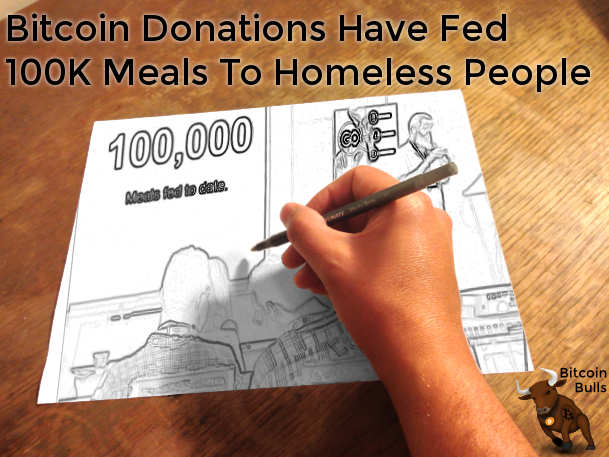 Bitcoin Donations Have Fed
100K Meals To Homeless People
100,000
Meals fed to date.
Bitcoin
Bulls